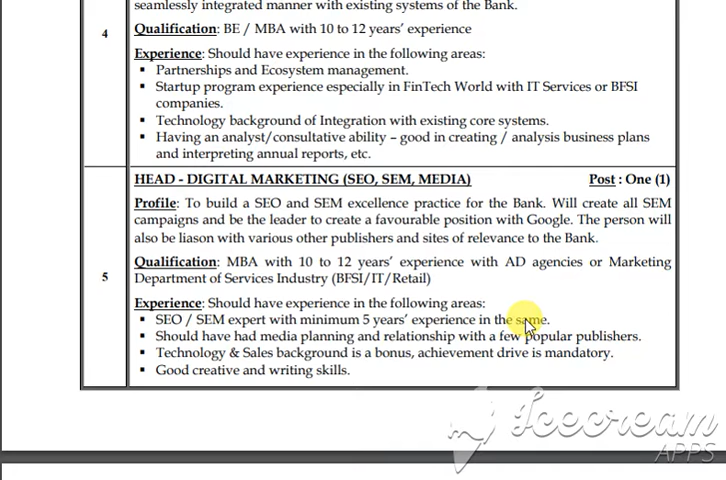 seamlessly integrated manner with existing systems of the Bank.
4
Qualification: BE / MBA with 10 to 12 years' experience
Experience: Should have experience in the following areas:
▪ Partnerships and Ecosystem management.
▪ Startup program experience especially in FinTech World with IT Services or BFSI
companies.
▪ Technology background of Integration with existing core systems.
▪ Having an analyst/consultative ability – good in creating / analysis business plans
and interpreting annual reports, etc.
HEAD - DIGITAL MARKETING (SEO, SEM, MEDIA) Post : One (1)
Profile: To build a SEO and SEM excellence practice for the Bank. Will create all SEM
campaigns and be the leader to create a favourable position with Google. The person will
also be liason with various other publishers and sites of relevance to the Bank.
5
Qualification: MBA with 10 to 12 years' experience with AD agencies or Marketing
Department of Services Industry (BFSI/IT/Retail)
Experience: Should have experience in the following areas:
▪ SEO / SEM expert with minimum 5 years' experience in the same.
▪ Should have had media planning and relationship with a few popular publishers.
▪ Technology & Sales background is a bonus, achievement drive is mandatory.
▪ Good creative and writing skills.
Icecream
APPS